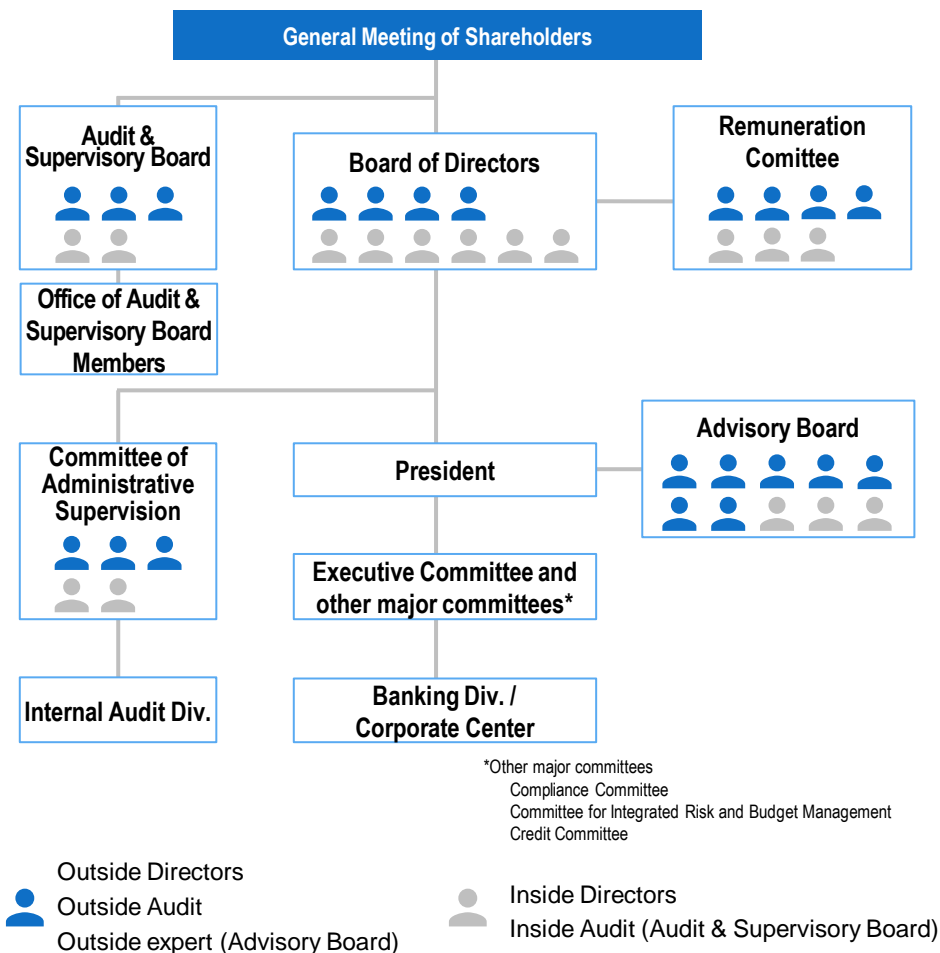 General Meeting of Shareholders
Audit &
Supervisory Board
Board of Directors
Remuneration
Comittee
Office of Audit &
Supervisory Board
Members
Committee of
Administrative
Supervision
President
Advisory Board
Executive Committee and
other major committees*
Internal Audit Div.
Banking Div. /
Corporate Center
*Other major committees
Compliance Committee
Committee for Integrated Risk and Budget Management
Credit Committee
Outside Directors
Outside Audit
Outside expert (Advisory Board)
Inside Directors
Inside Audit (Audit & Supervisory Board)